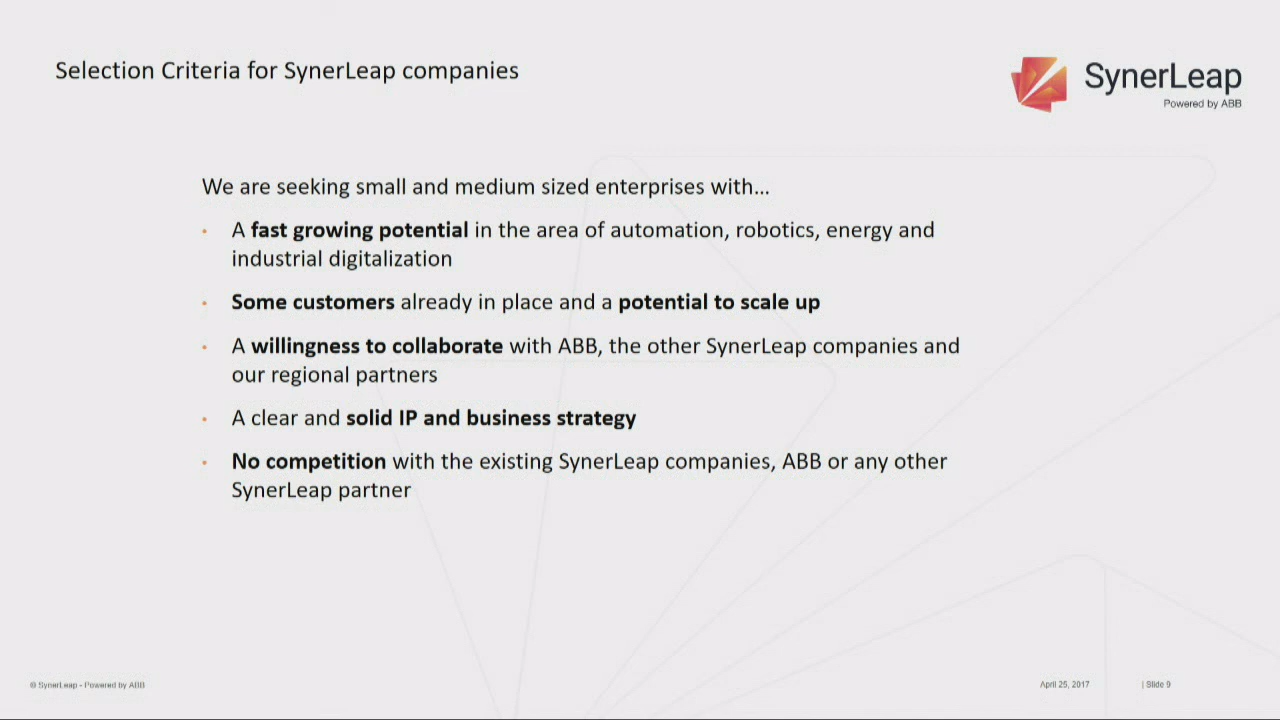 Selection Criteria for SynerLeap companies
SynerLeap
Powered by ABB
We are seeking small and medium sized enterprises with…
• A fast growing potential in the area of automation, robotics, energy and
industrial digitalization
• Some customers already in place and a potential to scale up
• A willingness to collaborate with ABB, the other SynerLeap companies and
our regional partners
• A clear and solid IP and business strategy
• No competition with the existing SynerLeap companies, ABB or any other
SynerLeap partner
© SynerLeap - Powered by ABB
April 25, 2017
| Slide 9